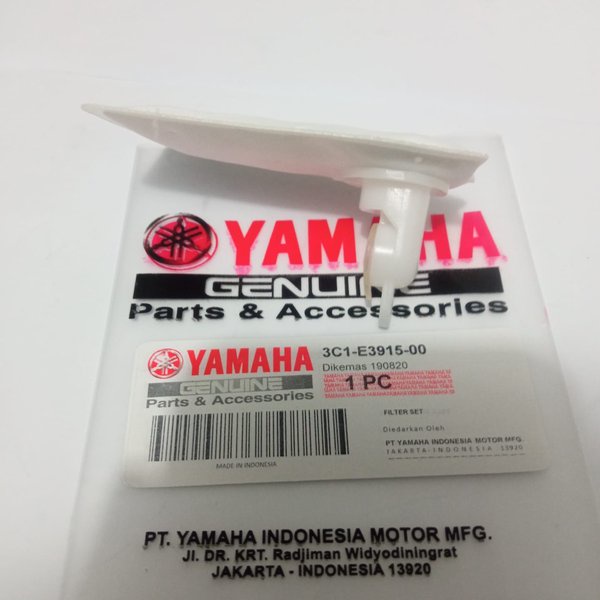 YAMAHA
GENUINE
Parts & Accessories
YAMAHA
GENUINE
Parts & Accessories
MADE IN INDONESIA
3C1-E3915-00
Dikemas 190820
1 PC
FILTER SET
Diedarkan Oleh
PT YAMAHA INDONESIA MOTOR MFG.
JAKARTA-INDONESIA 13920
PT. YAMAHA INDONESIA MOTOR MFG.
Jl. DR. KRT. Radjiman Widyodiningrat
JAKARTA - INDONESIA 13920